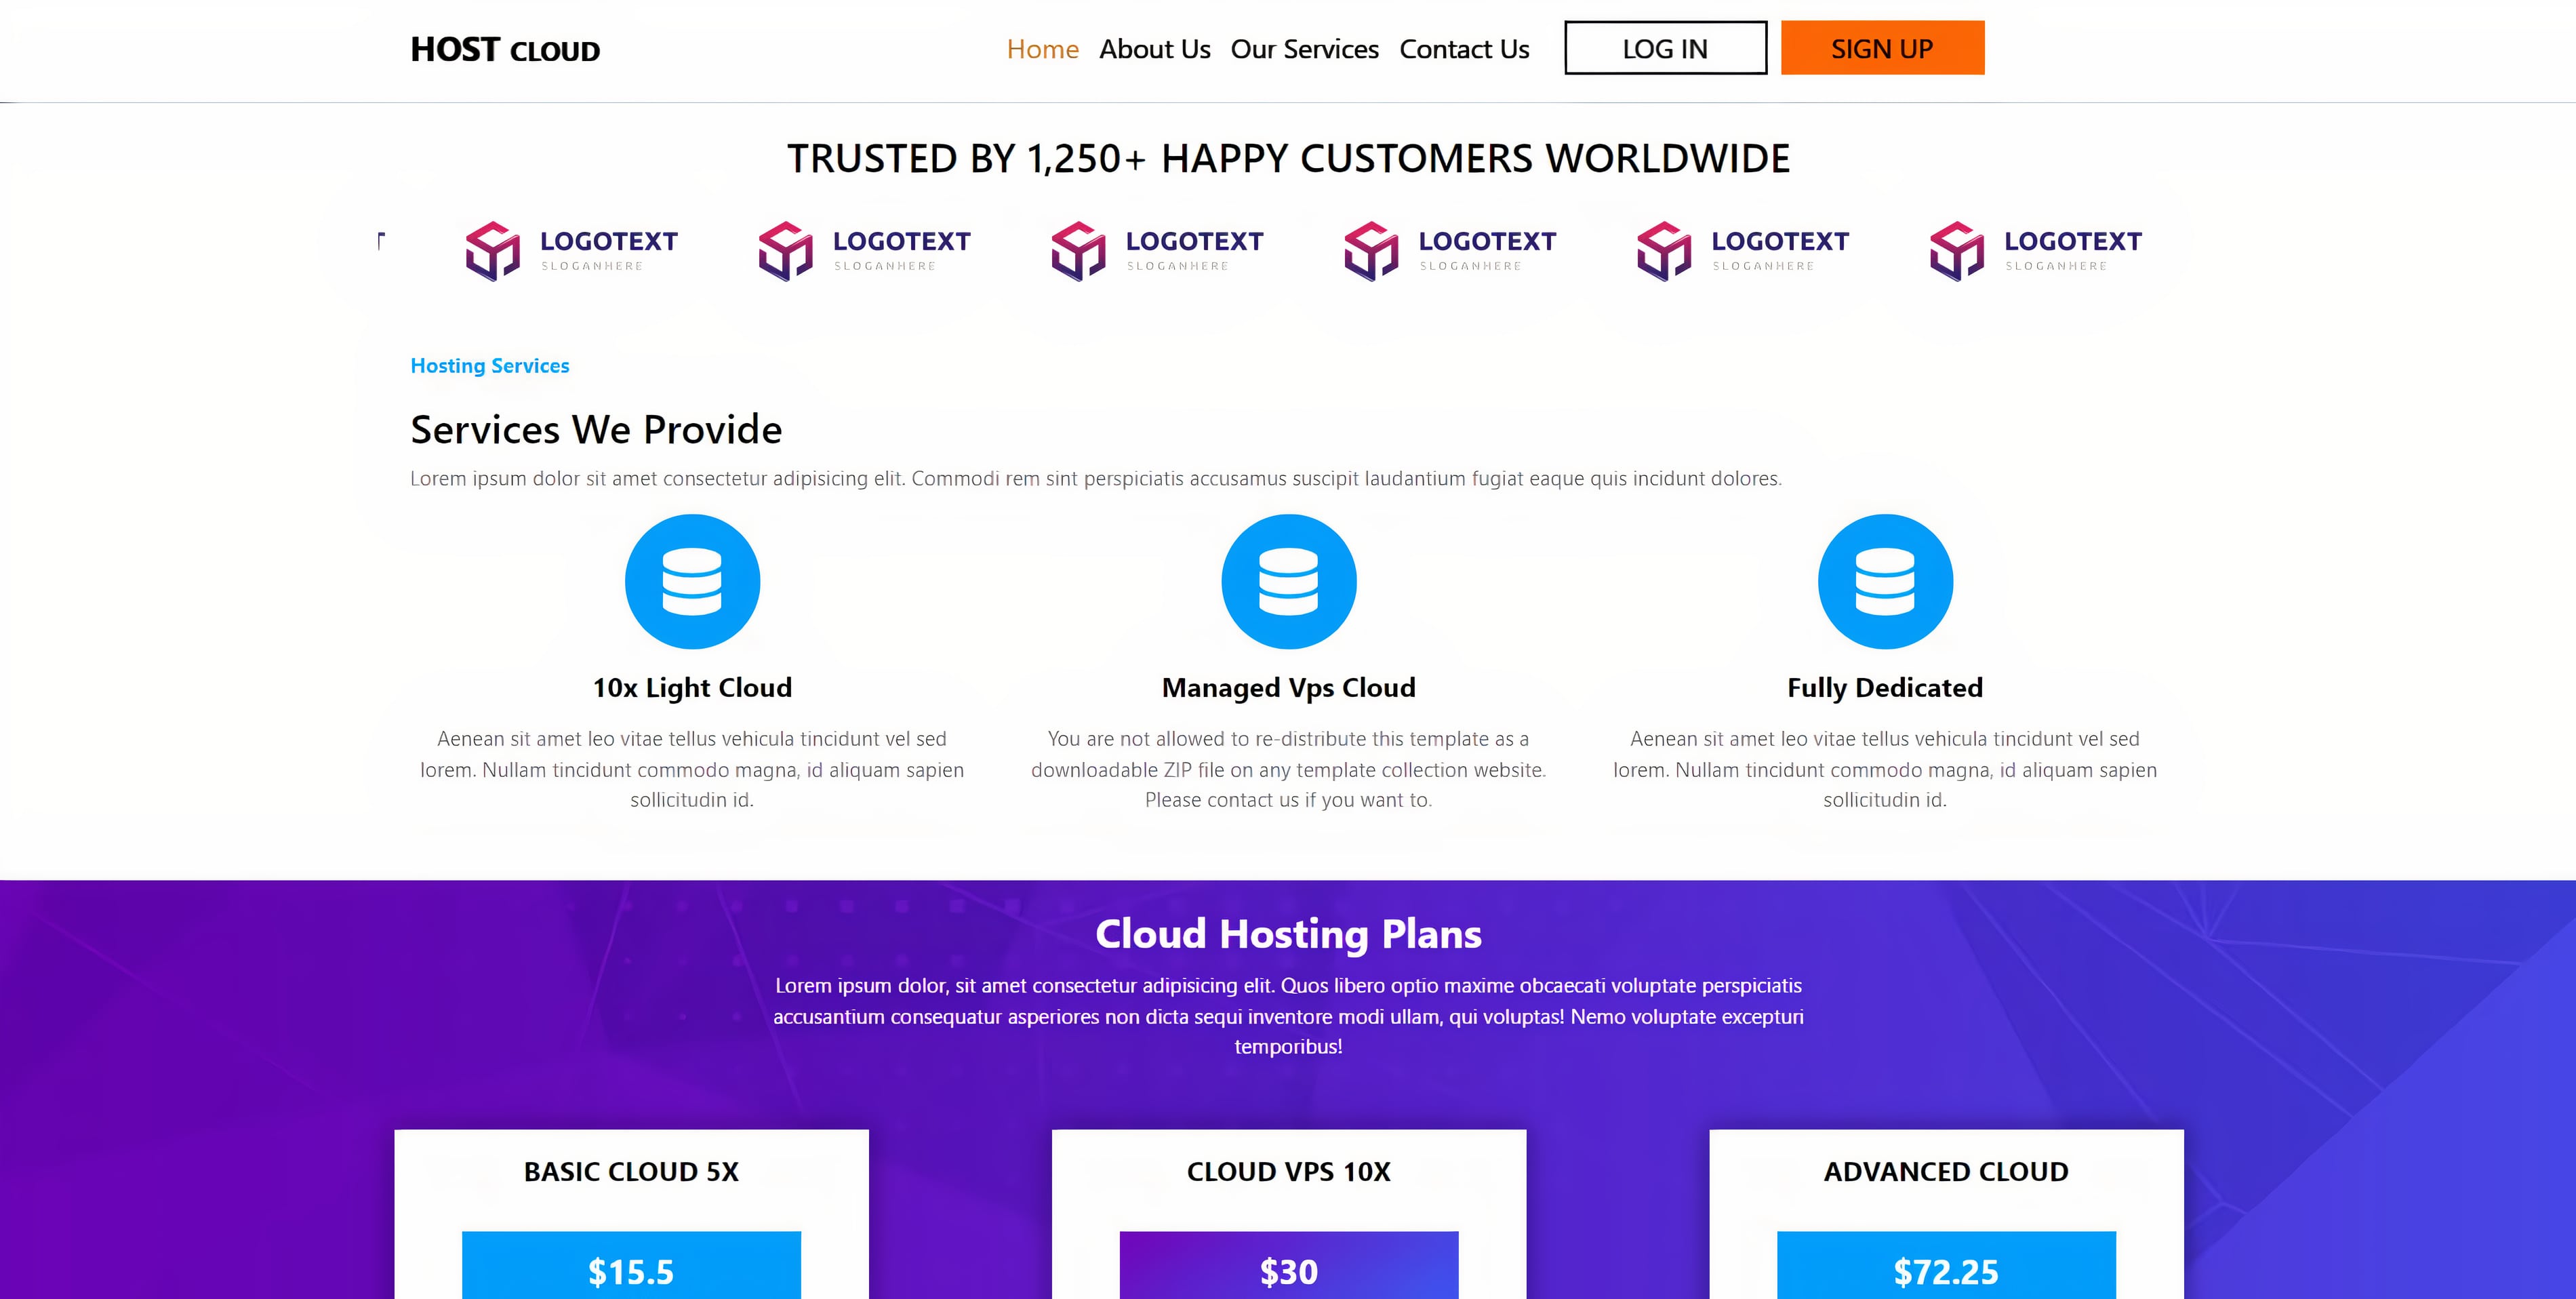 HOST CLOUD
Home About Us Our Services Contact Us LOG IN SIGN UP
TRUSTED BY 1,250+ HAPPY CUSTOMERS WORLDWIDE
T LOGOTEXT LOGOTEXT LOGOTEXT LOGOTEXT LOGOTEXT LOGOTEXT
SLOGANHERE SLOGANHERE SLOGANHERE SLOGANHERE SLOGANHERE SLOGANHERE
Hosting Services
Services We Provide
Lorem ipsum dolor sit amet consectetur adipisicing elit. Commodi rem sint perspiciatis accusamus suscipit laudantium fugiat eaque quis incidunt dolores.
10x Light Cloud
Aenean sit amet leo vitae tellus vehicula tincidunt vel sed
lorem. Nullam tincidunt commodo magna, id aliquam sapien
sollicitudin id.
Managed Vps Cloud
You are not allowed to re-distribute this template as a
downloadable ZIP file on any template collection website.
Please contact us if you want to.
Fully Dedicated
Aenean sit amet leo vitae tellus vehicula tincidunt vel sed
lorem. Nullam tincidunt commodo magna, id aliquam sapien
sollicitudin id.
Cloud Hosting Plans
Lorem ipsum dolor, sit amet consectetur adipisicing elit. Quos libero optio maxime obcaecati voluptate perspiciatis
accusantium consequatur asperiores non dicta sequi inventore modi ullam, qui voluptas! Nemo voluptate excepturi
temporibus!
BASIC CLOUD 5X
$15.5
CLOUD VPS 10X
$30
ADVANCED CLOUD
$72.25